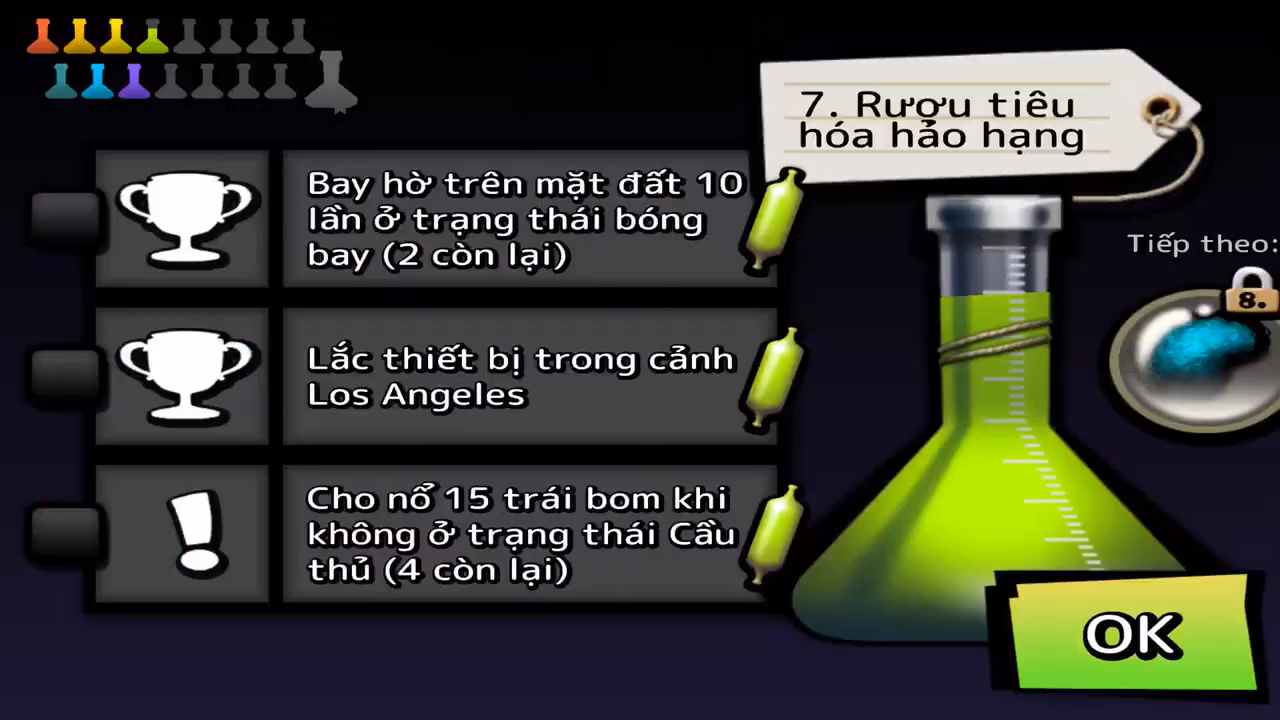 7. Rượu tiêu
hóa hảo hạng
Bay hờ trên mặt đất 10
lần ở trạng thái bóng
bay (2 còn lại)
Tiếp theo:
8.
Lắc thiết bị trong cảnh
Los Angeles
Cho nổ 15 trái bom khi
không ở trạng thái Cầu
thủ (4 còn lại)
OK